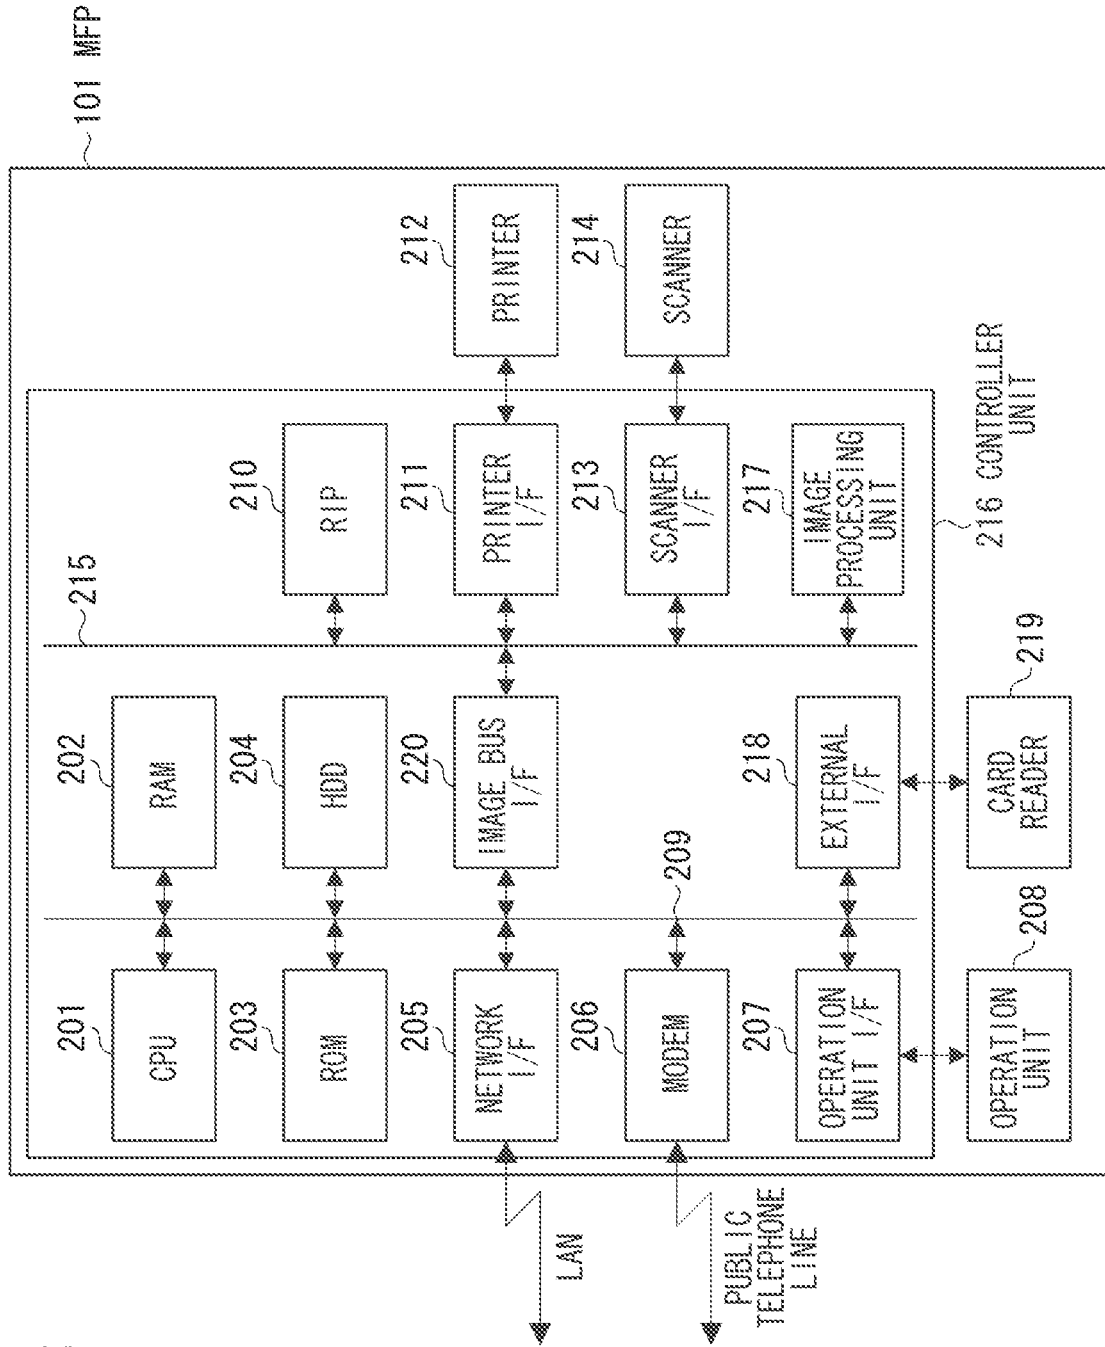 101 MFP
201
CPU
202
RAM
215
203
ROM
204
HDD
210
RIP
205
NETWORK
I/F
220
IMAGE BUS
I/F
211
PRINTER
I/F
212
PRINTER
LAN
206
MODEM
209
213
SCANNER
I/F
214
SCANNER
PUBLIC
TELEPHONE
LINE
207
OPERATION
UNIT I/F
218
EXTERNAL
I/F
217
IMAGE
PROCESSING
UNIT
208
OPERATION
UNIT
219
CARD
READER
216 CONTROLLER
UNIT